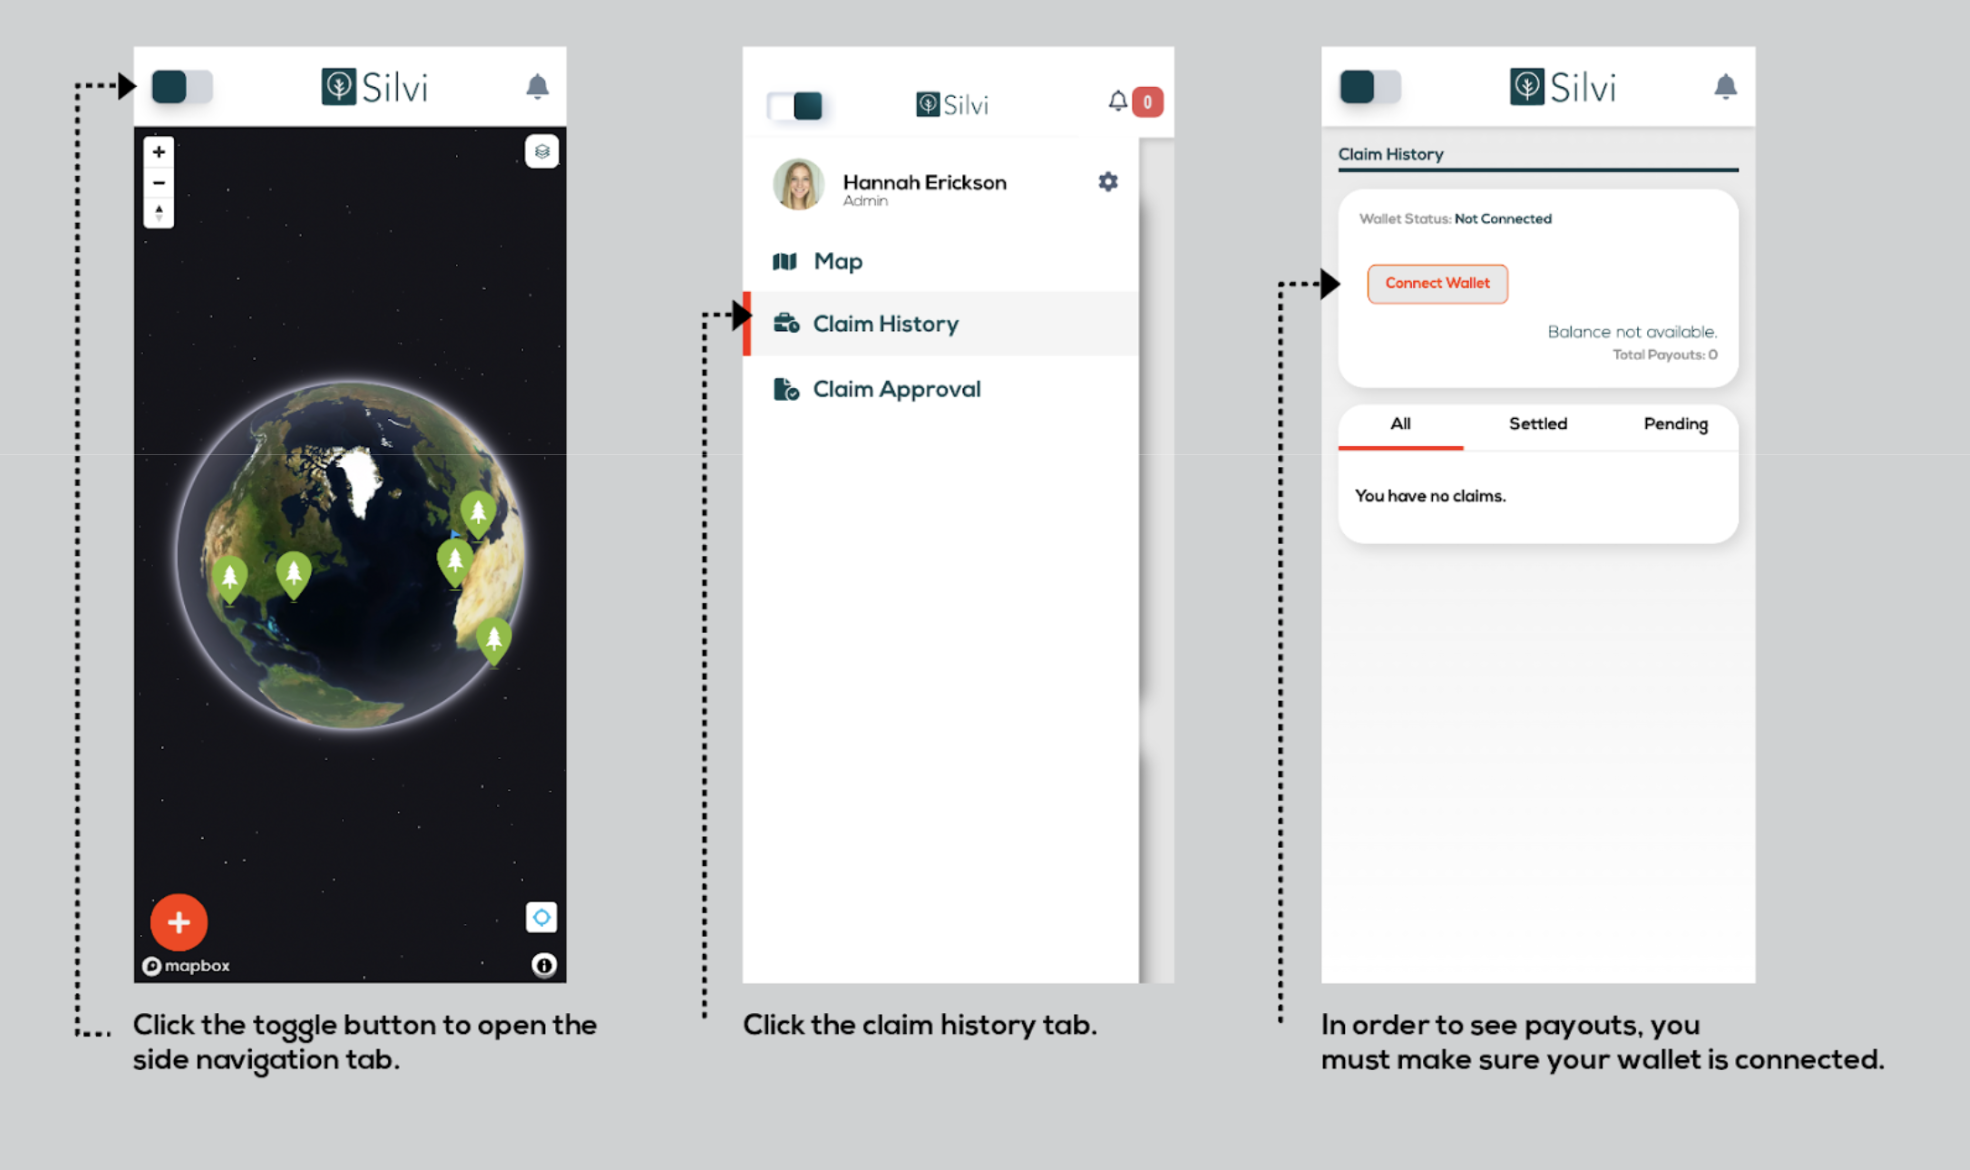 Silvi
mapbox
Click the toggle button to open the
side navigation tab.
Silvi
0
Hannah Erickson
Admin
Map
Claim History
Claim Approval
Click the claim history tab.
Silvi
Claim History
Wallet Status: Not Connected
Connect Wallet
Balance not available.
Total Payouts: 0
All Settled Pending
You have no claims.
In order to see payouts, you
must make sure your wallet is connected.